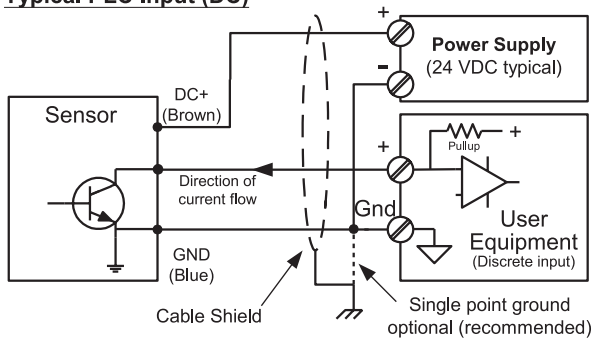 Typical PLC Input (DC)
+
Power Supply
(24 VDC typical)
-
Sensor
DC+
(Brown)
+
Pullup
+
Direction of
current flow
Gnd
User
Equipment
(Discrete input)
GND
(Blue)
Cable Shield
Single point ground
optional (recommended)